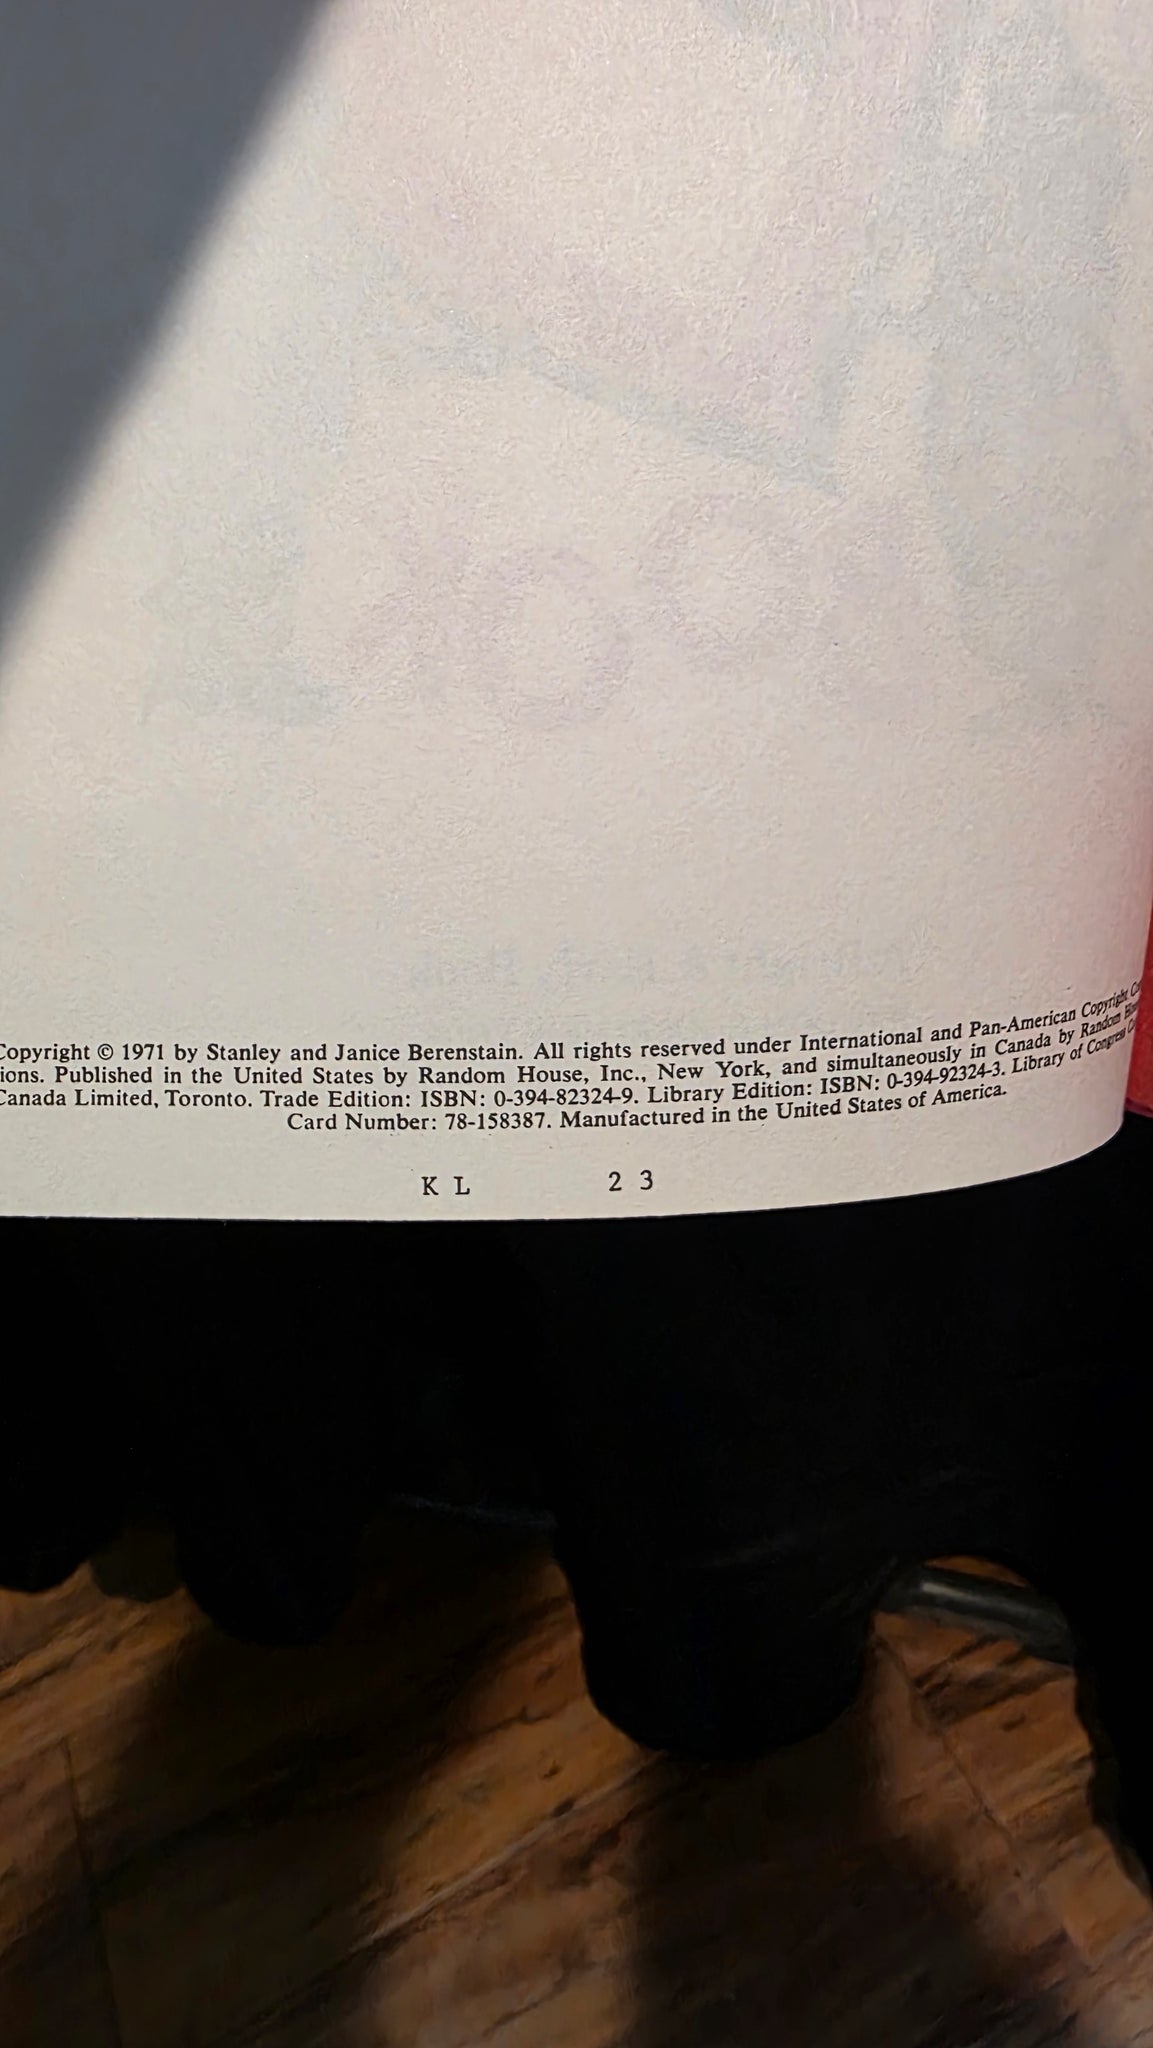 Copyright © 1971 by Stanley and Janice Berenstain. All rights reserved under International and Pan-American Copyright
ions. Published in the United States by Random House, Inc., New York, and simultaneously in Canada by Random
Canada Limited, Toronto. Trade Edition: ISBN: 0-394-82324-9. Library Edition: ISBN: 0-394-92324-3. Library of Congress
Card Number: 78-158387. Manufactured in the United States of America.
K L 2 3